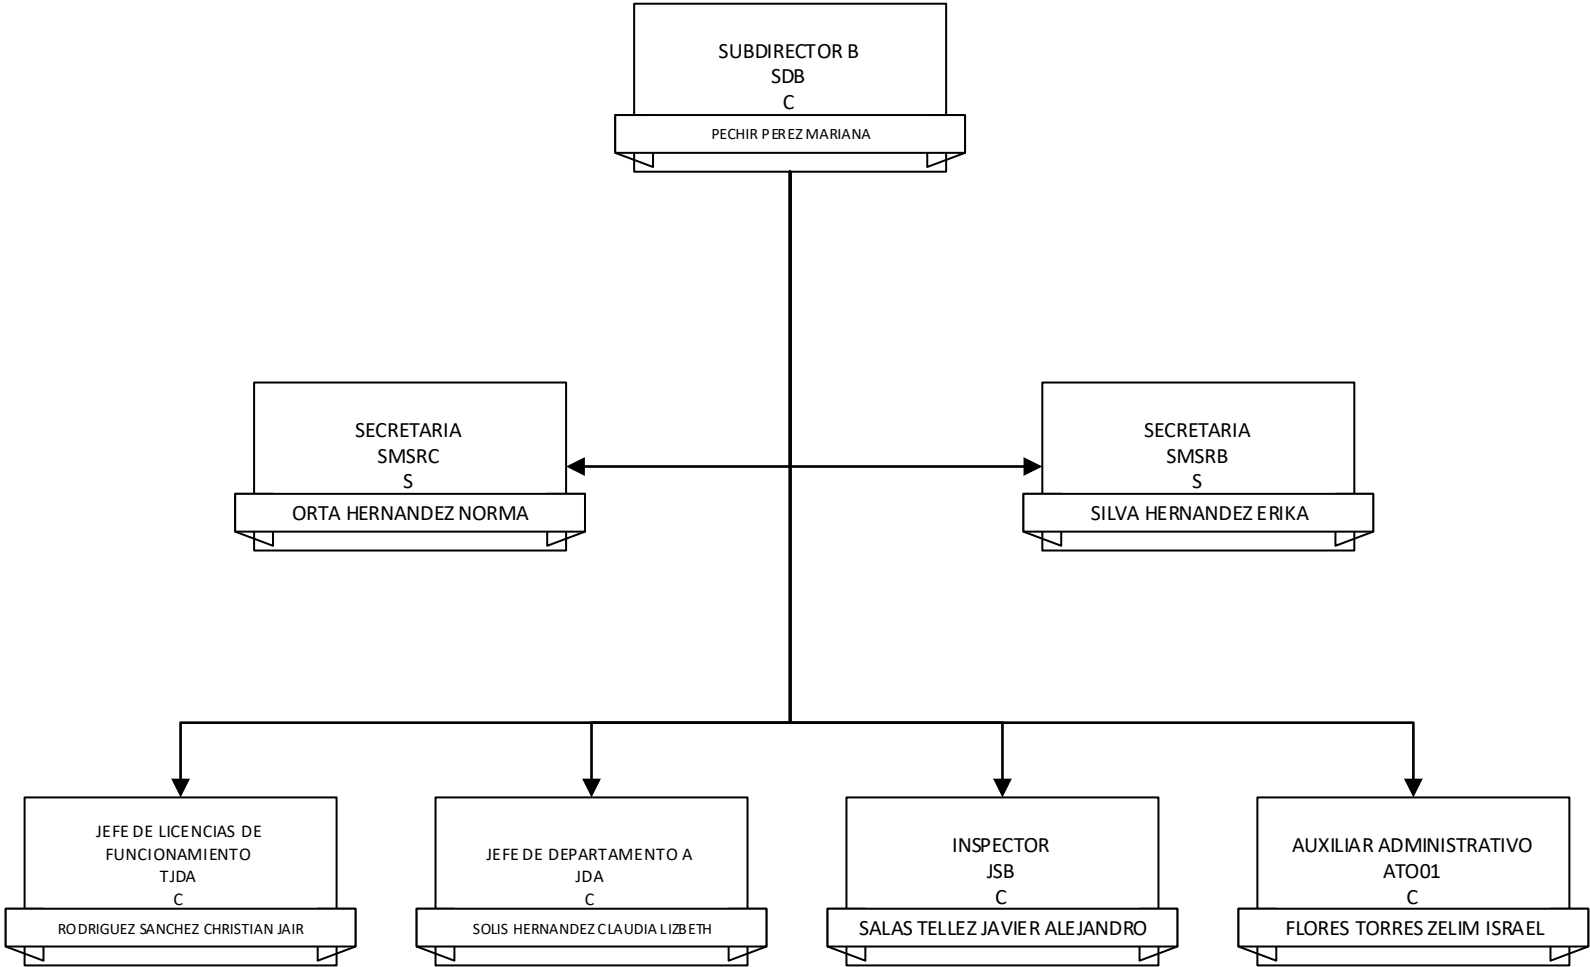 SUBDIRECTOR B
SDB
C
PECHIR PEREZ MARIANA
SECRETARIA
SMSRC
S
ORTA HERNANDEZ NORMA
SECRETARIA
SMSRB
S
SILVA HERNANDEZ ERIKA
JEFE DE LICENCIAS DE
FUNCIONAMIENTO
TJDA
C
RODRIGUEZ SANCHEZ CHRISTIAN JAIR
JEFE DE DEPARTAMENTO A
JDA
C
SOLIS HERNANDEZ CLAUDIA LIZBETH
INSPECTOR
JSB
C
SALAS TELLEZ JAVIER ALEJANDRO
AUXILIAR ADMINISTRATIVO
ATO01
C
FLORES TORRES ZELIM ISRAEL